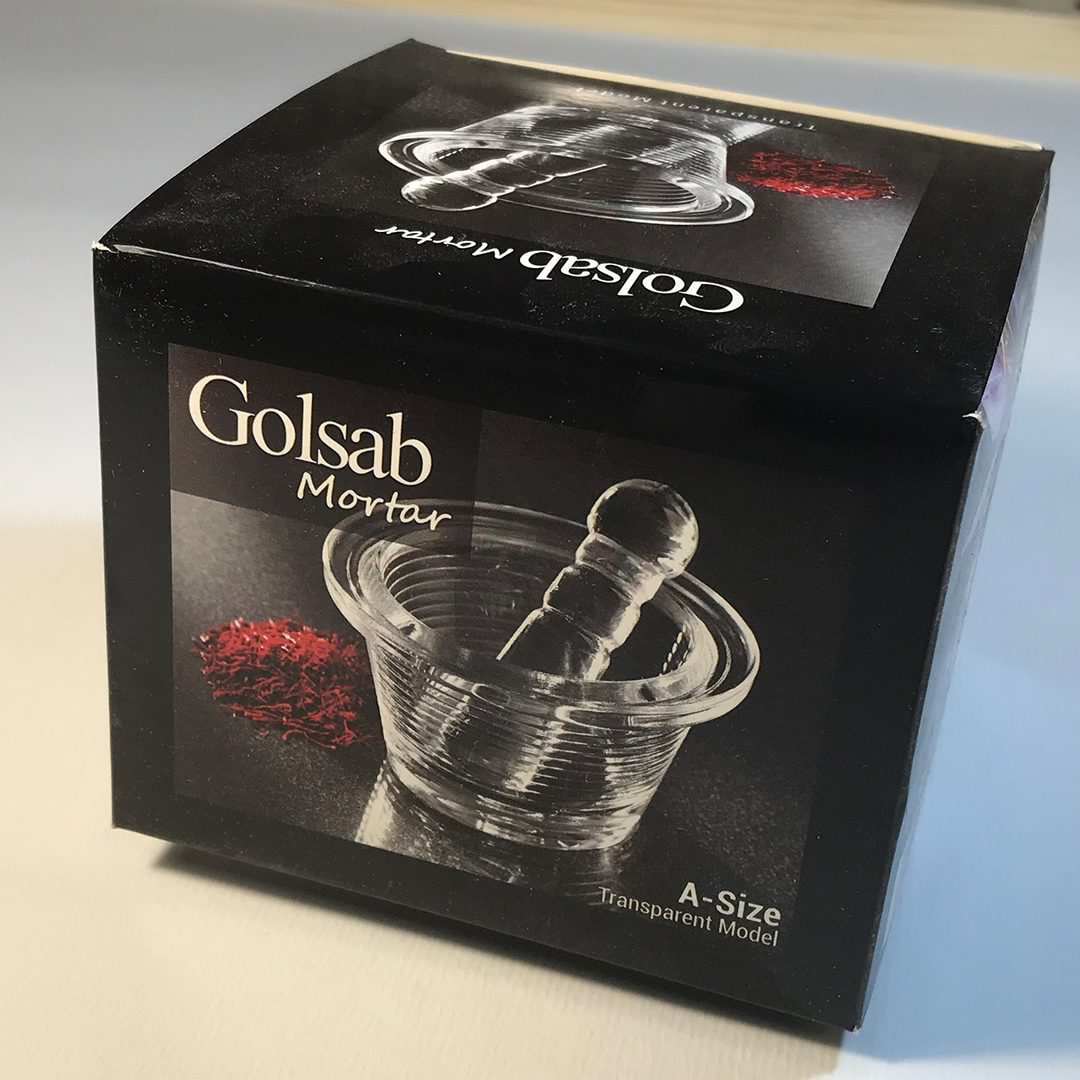 Transparent Model
Golsab Mortar
Golsab
Mortar
A-Size
Transparent Model